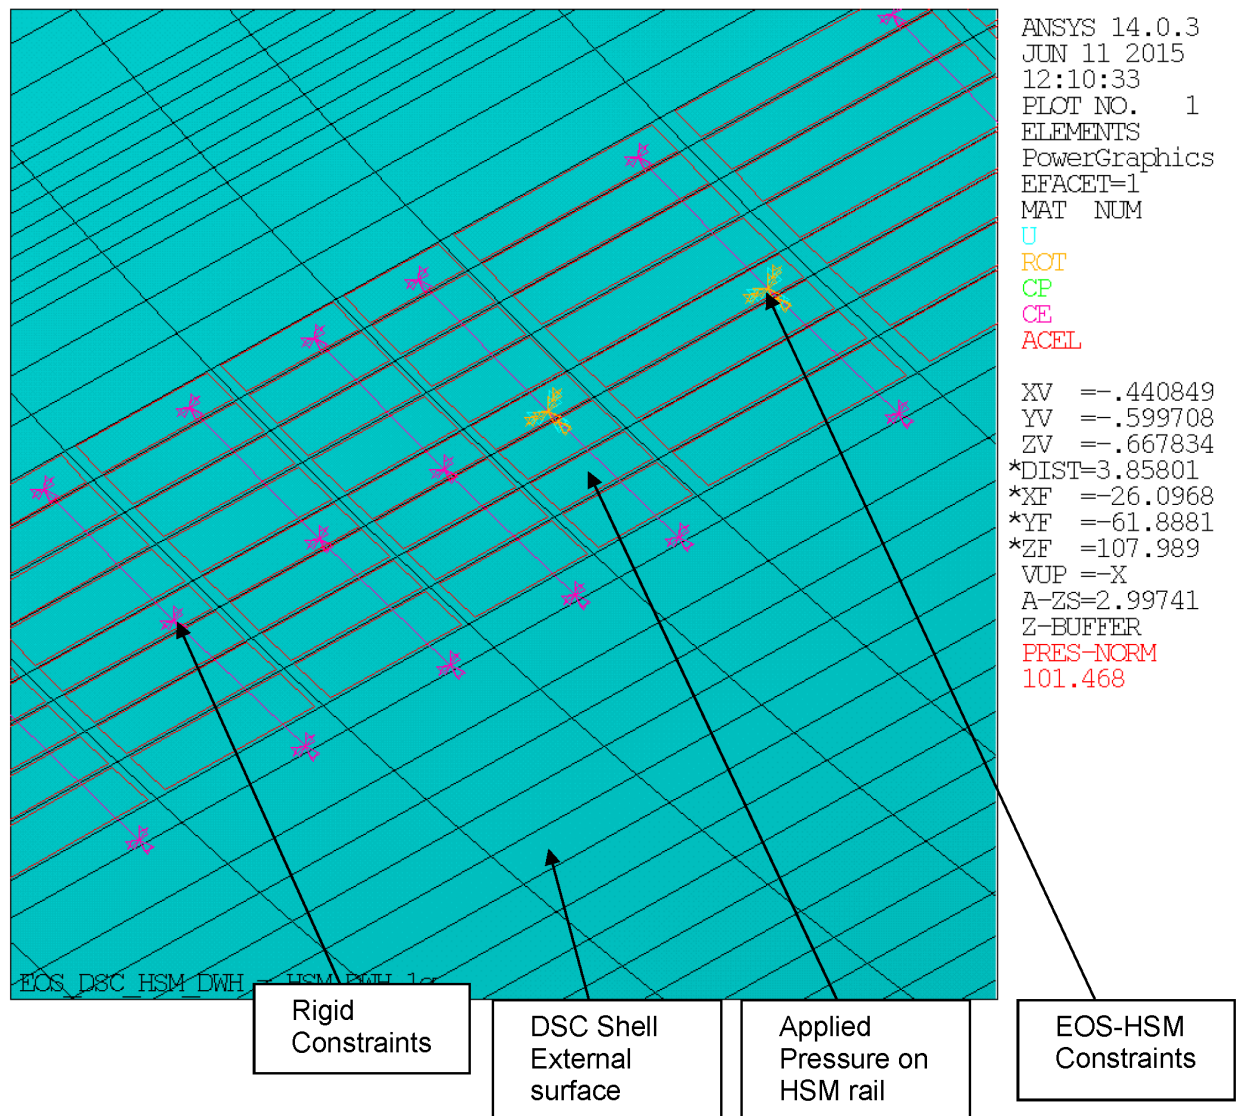 ANSYS 14.0.3
JUN 11 2015
12:10:33
PLOT NO. 1
ELEMENTS
PowerGraphics
EFACET=1
MAT NUM
U
ROT
CP
CE
ACEL
XV =-.440849
YV =-.599708
ZV =-.667834
*DIST=3.85801
*XF =-26.0968
*YF =-61.8881
*ZF =107.989
VUP =-X
A-ZS=2.99741
Z-BUFFER
PRES-NORM
101.468
EOS_DSC_HSM_DWH - HSM_DWH_1g
Rigid
Constraints
DSC Shell
External
surface
Applied
Pressure on
HSM rail
EOS-HSM
Constraints